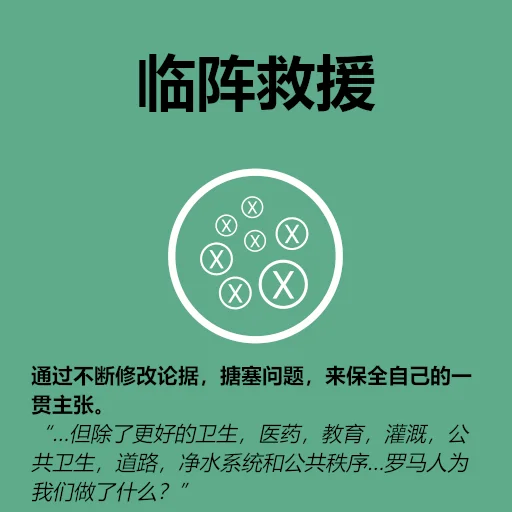 临阵救援
X
X
X
X
X
X
X
通过不断修改论据，搪塞问题，来保全自己的一
贯主张。
“…但除了更好的卫生，医药，教育，灌溉，公
共卫生，道路，净水系统和公共秩序…罗马人为
我们做了什么？”